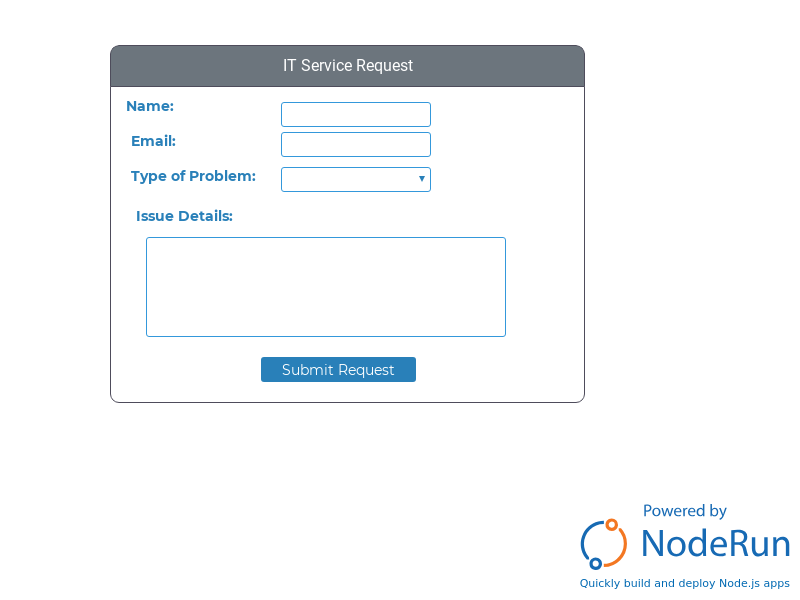 IT Service Request
Name:
Email:
Type of Problem:
Issue Details:
Submit Request
Powered by
NodeRun
Quickly build and deploy Node.js apps